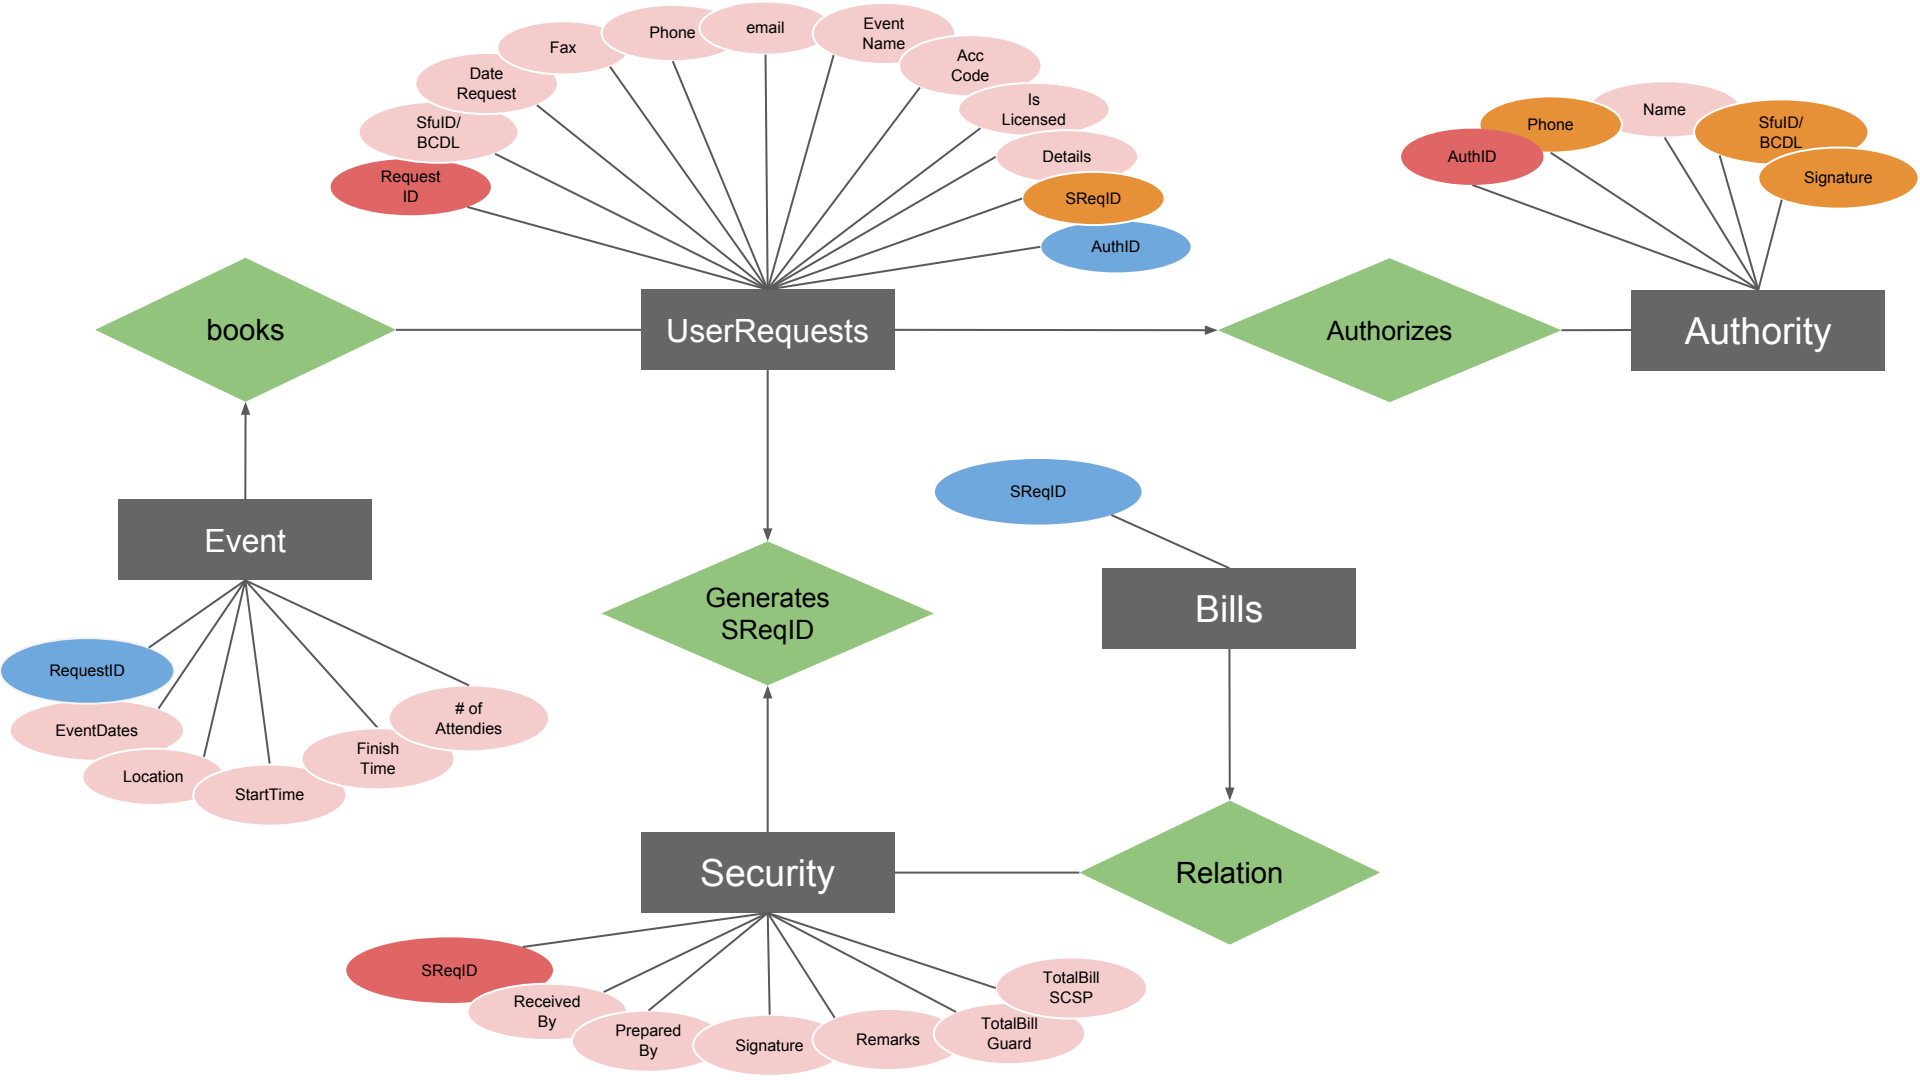 Event
Name
email
Phone
Fax
Acc
Code
Date
Request
Is
Licensed
SfuID/
BCDL
Details
Request
ID
SReqID
AuthID
Name
Phone
SfuID/
BCDL
AuthID
Signature
books
UserRequests
Authorizes
Authority
SReqID
Event
Generates
SReqID
Bills
RequestID
EventDates
Location
StartTime
Finish
Time
# of
Attendies
Security
Relation
SReqID
Received
By
Prepared
By
Signature
Remarks
TotalBill
Guard
TotalBill
SCSP